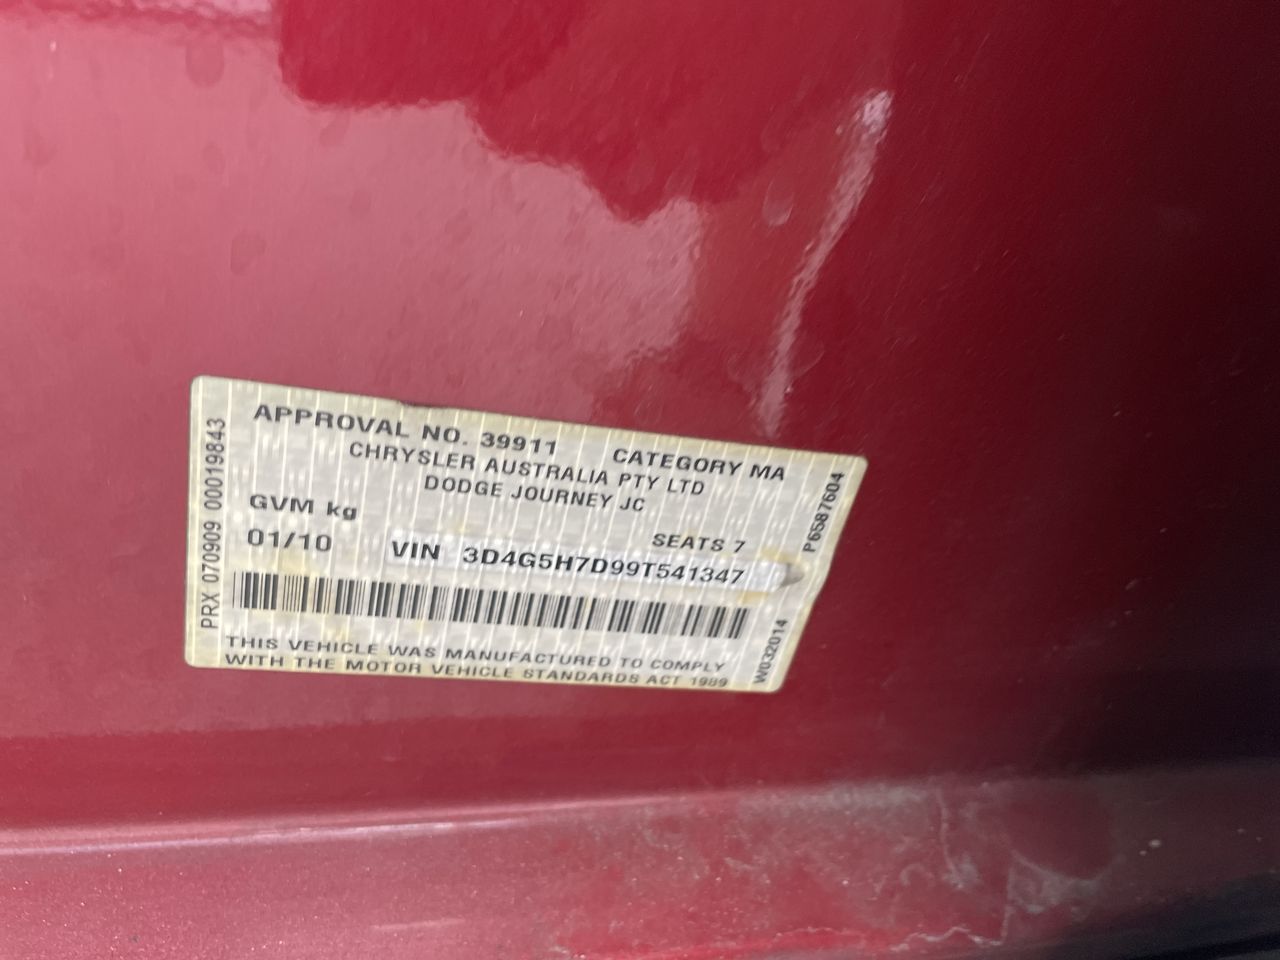 APPROVAL NO. 39911 CATEGORY MA
CHRYSLER AUSTRALIA PTY LTD
DODGE JOURNEY JC
GVM kg
SEATS 7
01/10 VIN 3D4G5H7D99T541347
THIS VEHICLE WAS MANUFACTURED TO COMPLY
WITH THE MOTOR VEHICLE STANDARDS ACT 1989
PRX 070909 00019843
P6587604
W032014